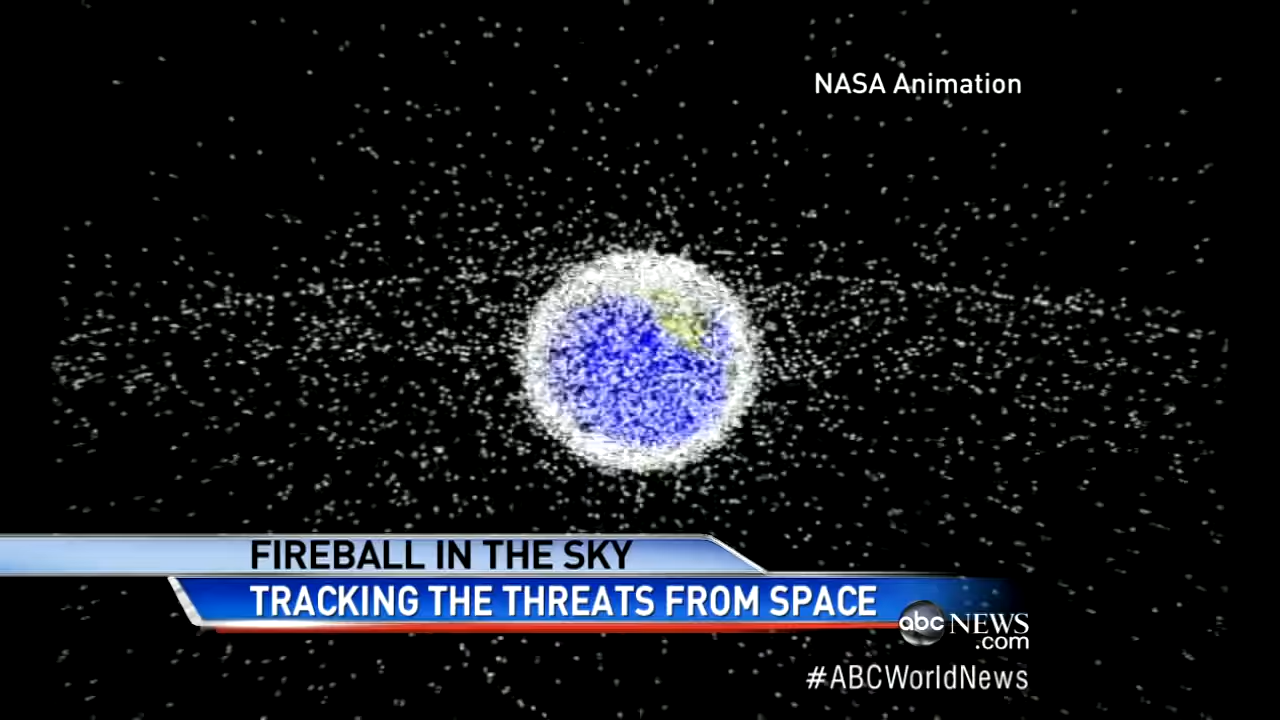 NASA Animation
FIREBALL IN THE SKY
TRACKING THE THREATS FROM SPACE
abc NEWS
.com
#ABCWorldNews